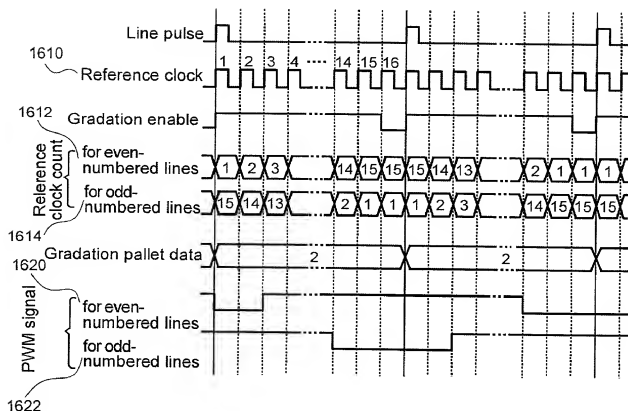 Line pulse
1610
1 2 3 4 ···· 14 15 16
Reference clock
Gradation enable
1612
Reference clock count
for even-numbered lines
1 2 3 14 15 15 15 14 13 2 1 1 1
for odd-numbered lines
15 14 13 2 1 1 1 2 3 14 15 15 15
1614
Gradation pallet data
2 2
1620
PWM signal
for even-numbered lines
for odd-numbered lines
1622